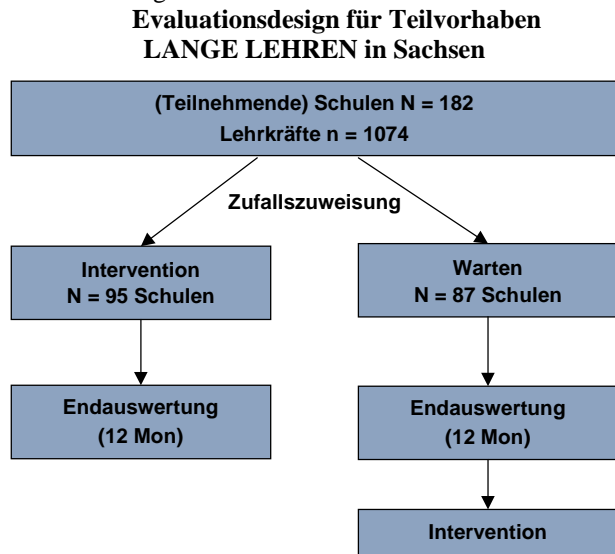 Evaluationsdesign für Teilvorhaben
LANGE LEHREN in Sachsen
(Teilnehmende) Schulen N = 182
Lehrkräfte n = 1074
Zufallszuweisung
Intervention
N = 95 Schulen
Warten
N = 87 Schulen
Endauswertung
(12 Mon)
Endauswertung
(12 Mon)
Intervention